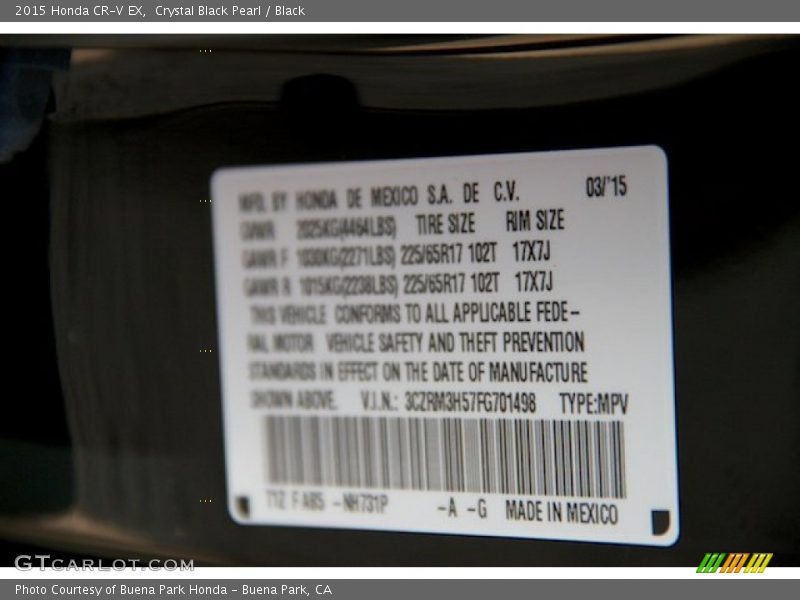 2015 Honda CR-V EX,  Crystal Black Pearl / Black
MFD. BY HONDA DE MEXICO S.A. DE C.V. 03/'15
GVWR 2025KG(4464LBS) TIRE SIZE RIM SIZE
GAWR F 1030KG(2271LBS) 225/65R17 102T 17X7J
GAWR R 1015KG(2238LBS) 225/65R17 102T 17X7J
THIS VEHICLE CONFORMS TO ALL APPLICABLE FEDE-
RAL MOTOR VEHICLE SAFETY AND THEFT PREVENTION
STANDARDS IN EFFECT ON THE DATE OF MANUFACTURE
SHOWN ABOVE. V.I.N.: 3CZRM3H57FG701498 TYPE:MPV
F -NH731P -A -G MADE IN MEXICO
GTCARLOT.COM
Photo Courtesy of Buena Park Honda - Buena Park, CA